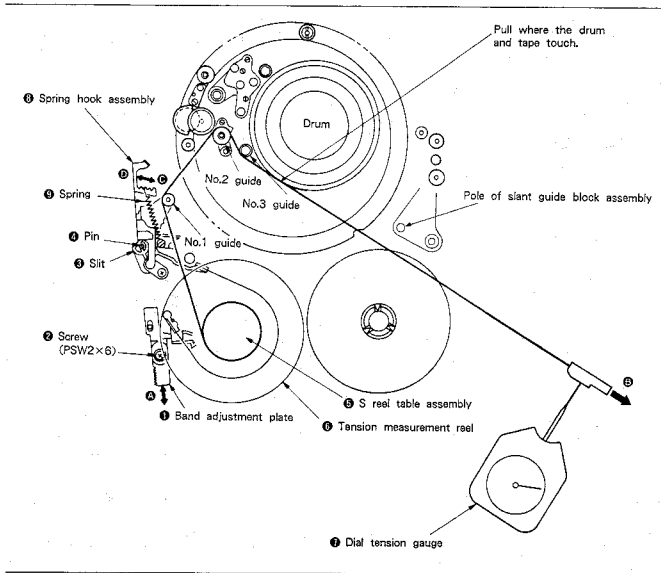 Pull where the drum
and tape touch.
❽ Spring hook assembly
Drum
❾ Spring
No.2 guide
No.3 guide
Pole of slant guide block assembly
❹ Pin
No.1 guide
❸ Slit
❷ Screw
(PSW2×6)
❺ S reel table assembly
❶ Band adjustment plate
❻ Tension measurement reel
❼ Dial tension gauge
D
C
A
B